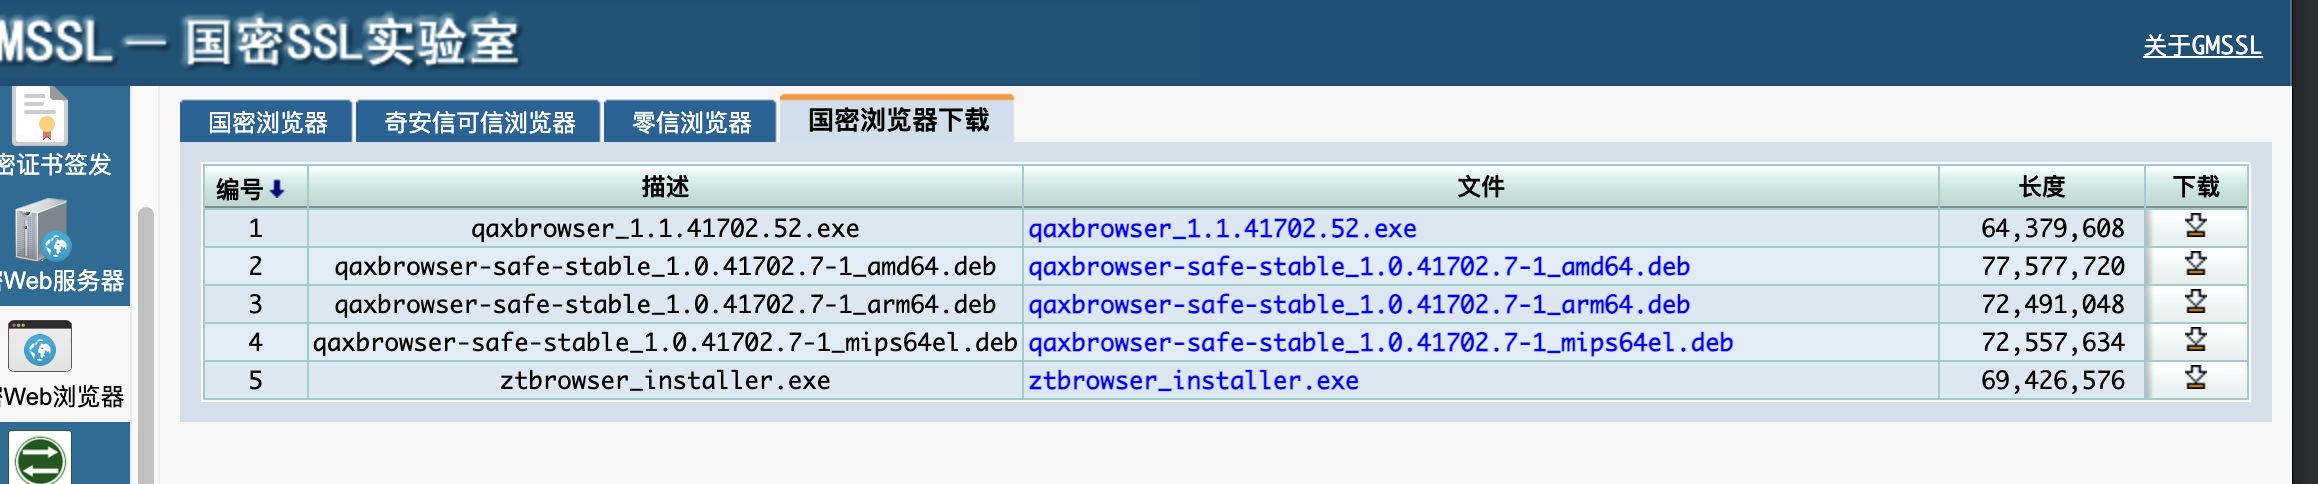 MSSL — 国密SSL实验室
关于GMSSL
密证书签发
密Web服务器
密Web浏览器
国密浏览器 奇安信可信浏览器 零信浏览器 国密浏览器下载
编号 描述 文件 长度 下载
1 qaxbrowser_1.1.41702.52.exe qaxbrowser_1.1.41702.52.exe 64,379,608
2 qaxbrowser-safe-stable_1.0.41702.7-1_amd64.deb qaxbrowser-safe-stable_1.0.41702.7-1_amd64.deb 77,577,720
3 qaxbrowser-safe-stable_1.0.41702.7-1_arm64.deb qaxbrowser-safe-stable_1.0.41702.7-1_arm64.deb 72,491,048
4 qaxbrowser-safe-stable_1.0.41702.7-1_mips64el.deb qaxbrowser-safe-stable_1.0.41702.7-1_mips64el.deb 72,557,634
5 ztbrowser_installer.exe ztbrowser_installer.exe 69,426,576